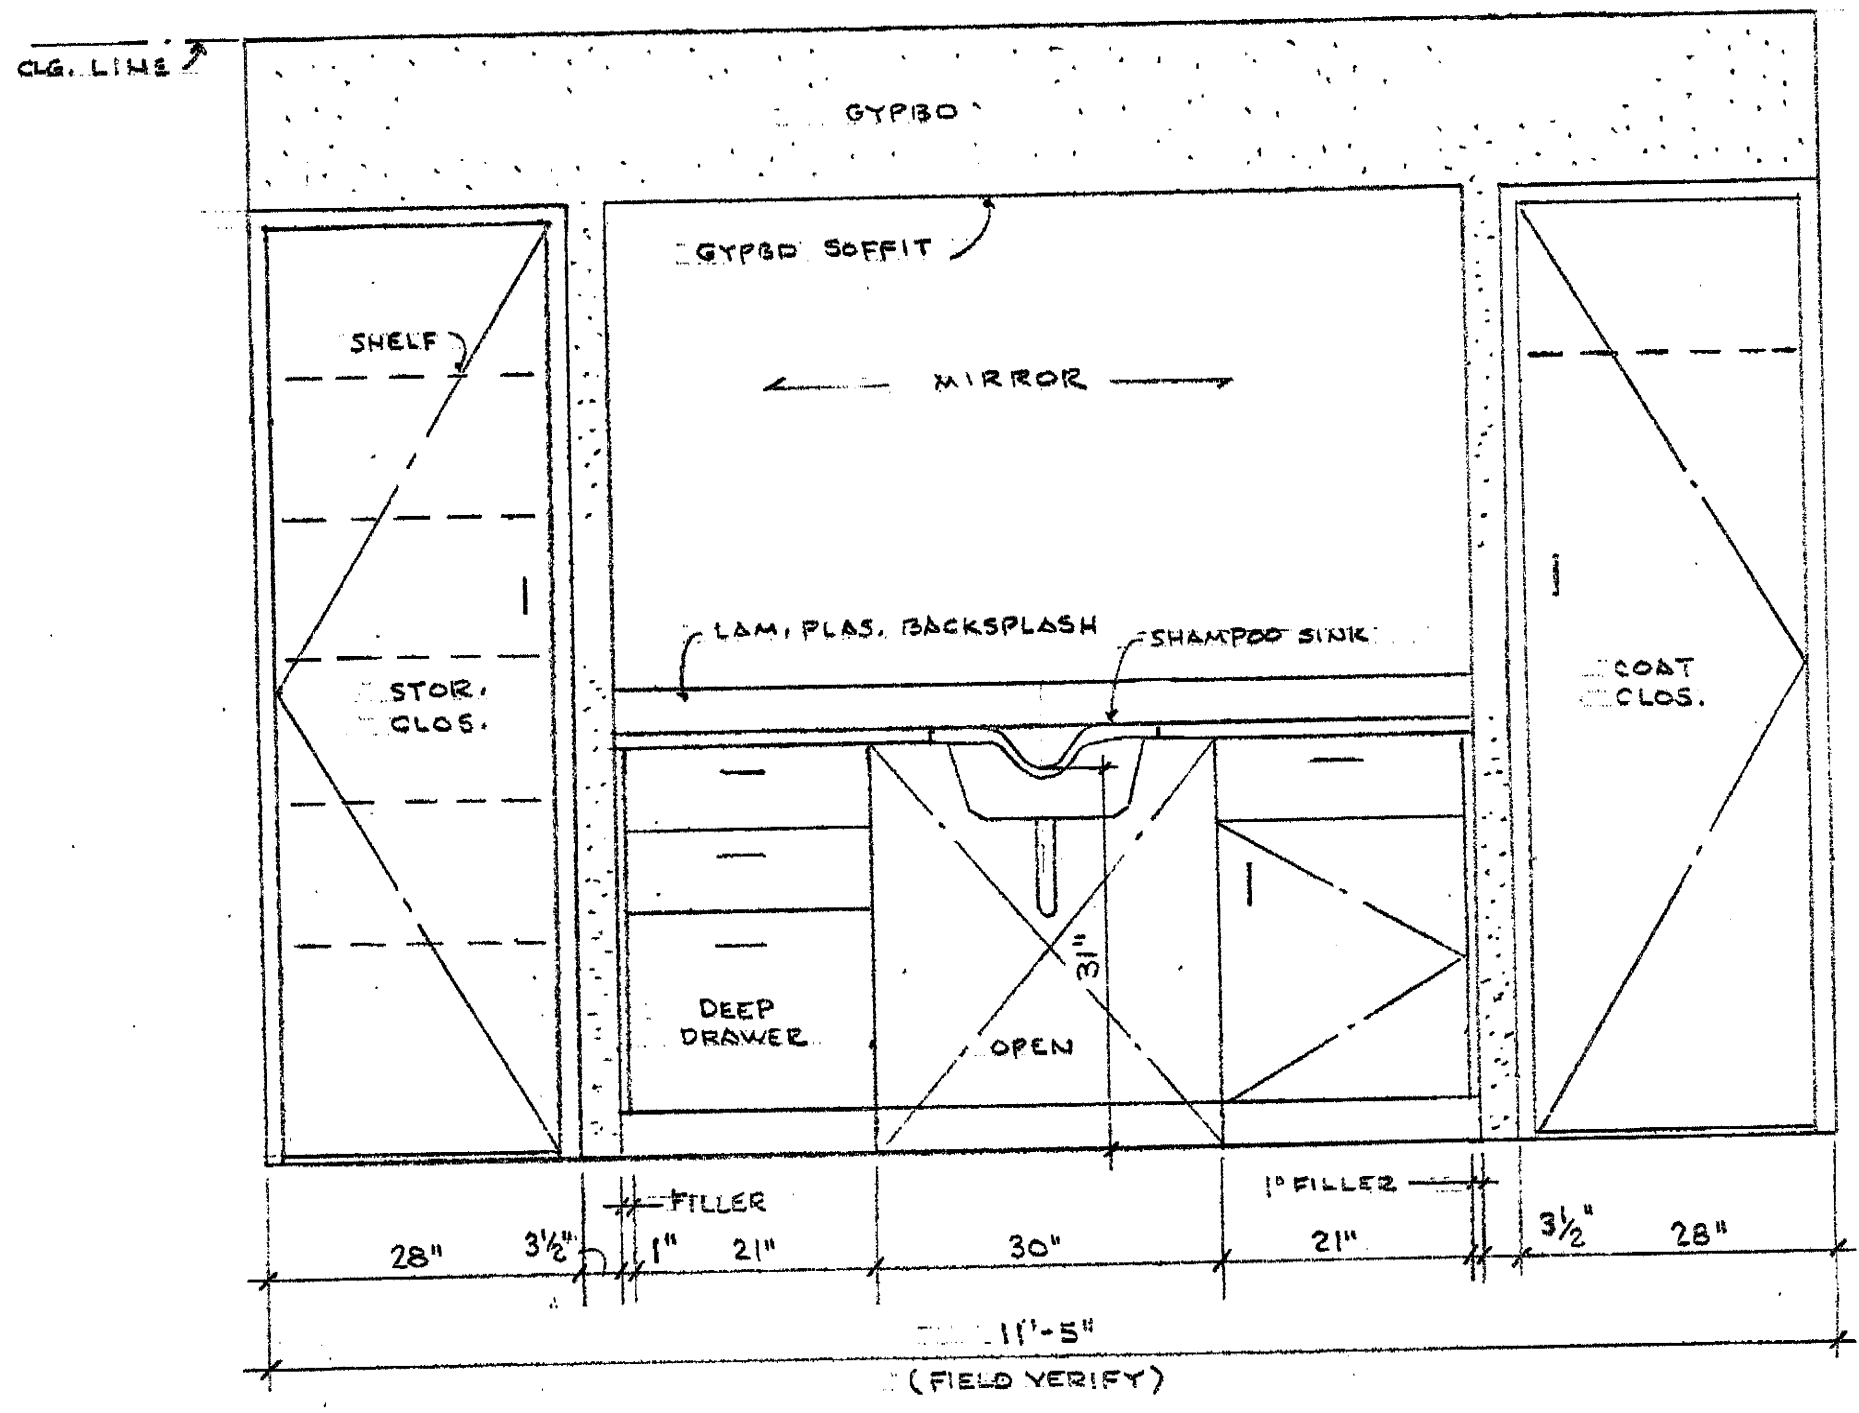 CLG. LINE
GYPBD
GYPBD SOFFIT
SHELF
MIRROR
LAM. PLAS. BACKSPLASH
SHAMPOO SINK
STOR.
CLOS.
COAT
CLOS.
31"
DEEP
DRAWER
OPEN
FILLER
1" FILLER
28"
3½"
1"
21"
30"
21"
3½"
28"
11'-5"
(FIELD VERIFY)